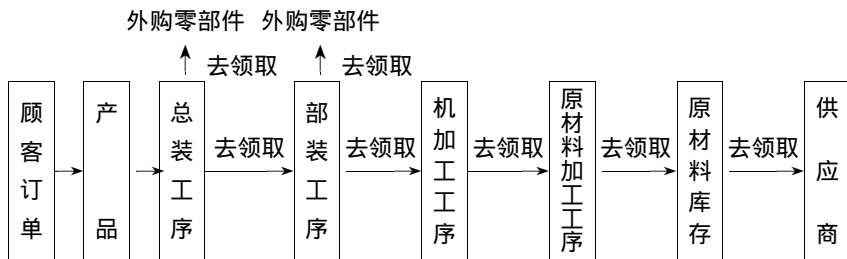 外购零部件 外购零部件
去领取 去领取
顾客订单
产品
总装工序
去领取
部装工序
去领取
机加工工序
去领取
原材料加工工序
去领取
原材料库存
去领取
供应商